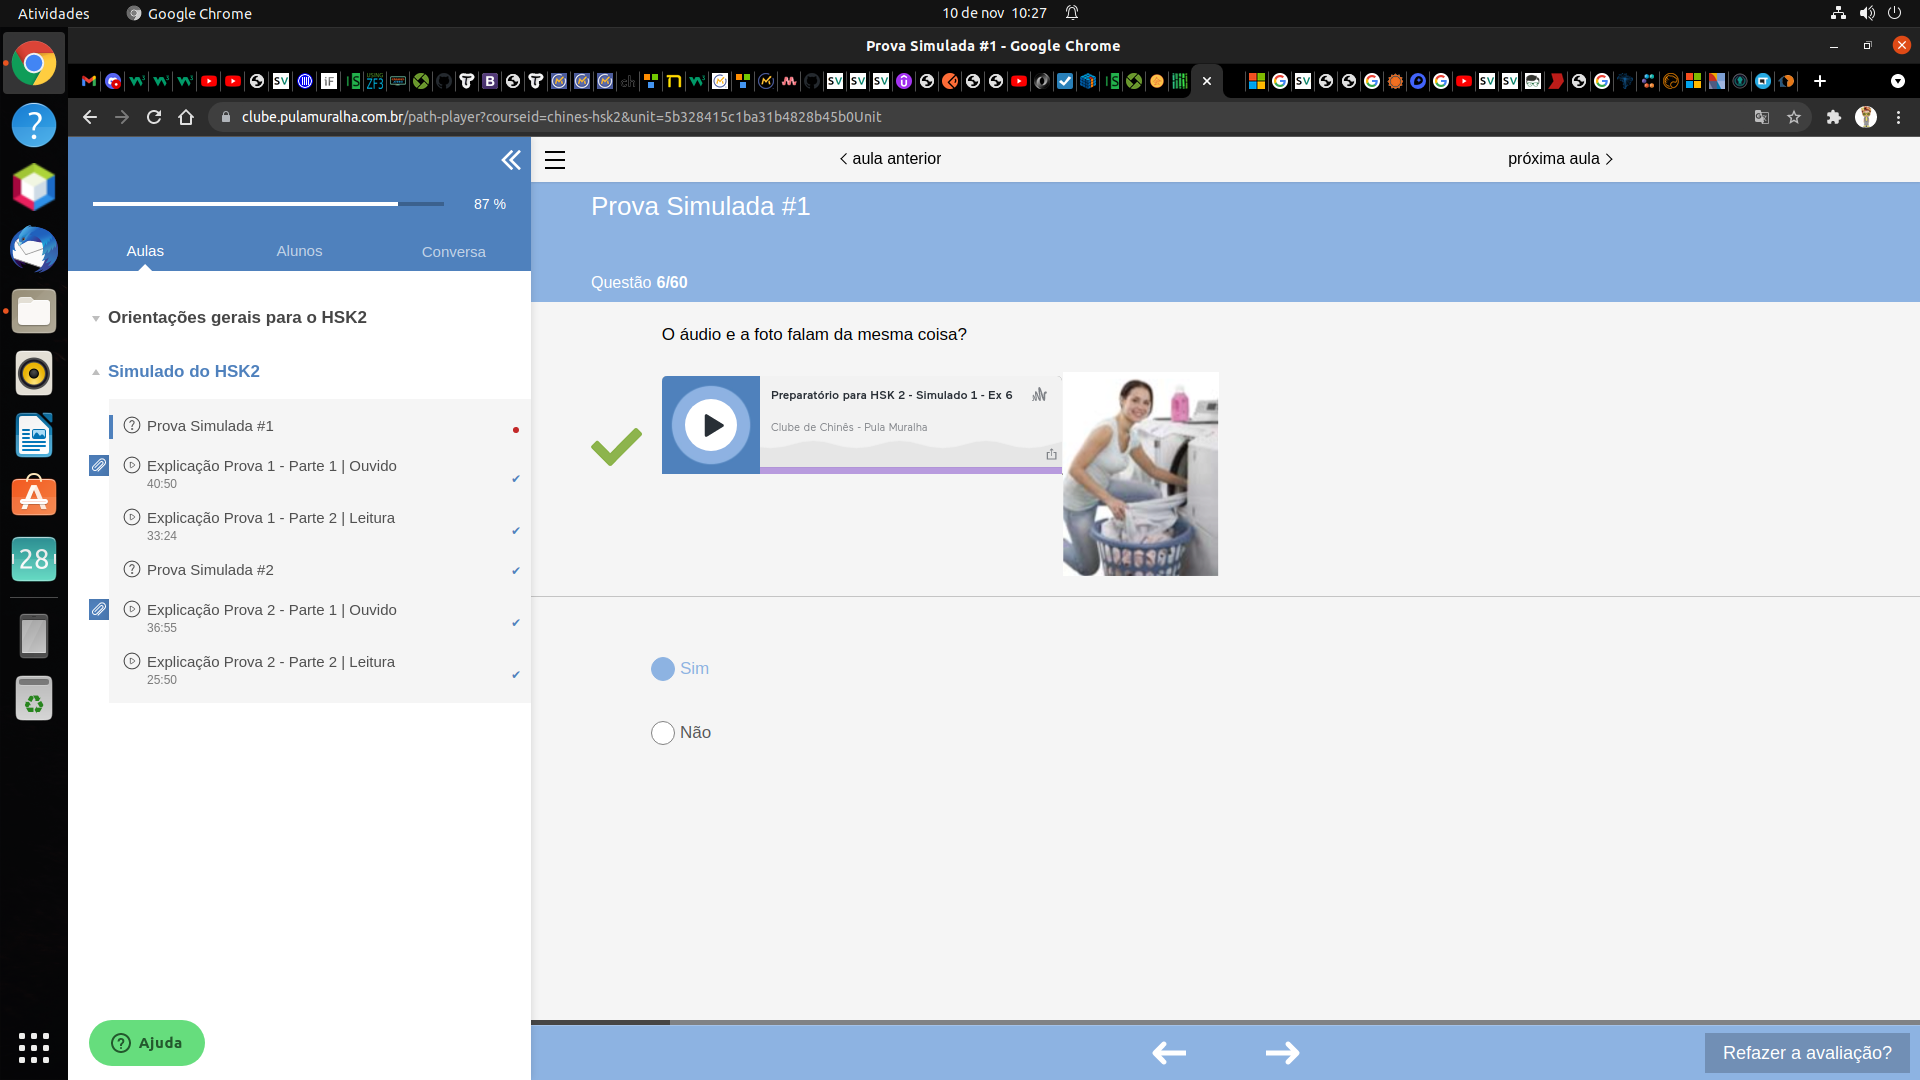 Atividades
Google Chrome
10 de nov 10:27
Prova Simulada #1 - Google Chrome
clube.pulamuralha.com.br/path-player?courseid=chines-hsk2&unit=5b328415c1ba31b4828b45b0Unit
87 %
Aulas
Alunos
Conversa
Orientações gerais para o HSK2
Simulado do HSK2
Prova Simulada #1
Explicação Prova 1 - Parte 1 | Ouvido
40:50
Explicação Prova 1 - Parte 2 | Leitura
33:24
Prova Simulada #2
Explicação Prova 2 - Parte 1 | Ouvido
36:55
Explicação Prova 2 - Parte 2 | Leitura
25:50
Ajuda
28
aula anterior
próxima aula
Prova Simulada #1
Questão 6/60
O áudio e a foto falam da mesma coisa?
Preparatório para HSK 2 - Simulado 1 - Ex 6
Clube de Chinês - Pula Muralha
Sim
Não
Refazer a avaliação?